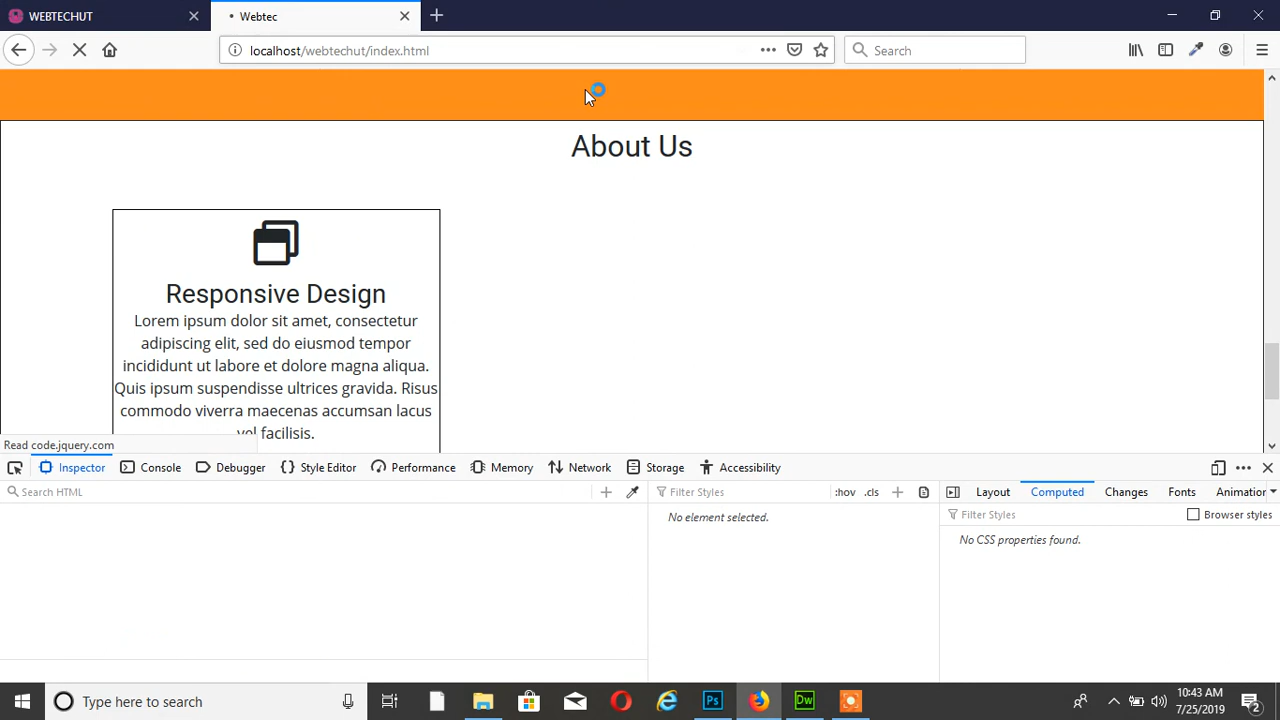 WEBTECHUT
Webtec
localhost/webtechut/index.html
Search
About Us
Responsive Design
Lorem ipsum dolor sit amet, consectetur
adipiscing elit, sed do eiusmod tempor
incididunt ut labore et dolore magna aliqua.
Quis ipsum suspendisse ultrices gravida. Risus
commodo viverra maecenas accumsan lacus
vel facilisis.
Read code.jquery.com
Inspector
Console
Debugger
Style Editor
Performance
Memory
Network
Storage
Accessibility
Search HTML
Filter Styles
:hov
.cls
Layout
Computed
Changes
Fonts
Animation
No element selected.
Filter Styles
Browser styles
No CSS properties found.
Type here to search
Ps
Dw
10:43 AM
7/25/2019
2